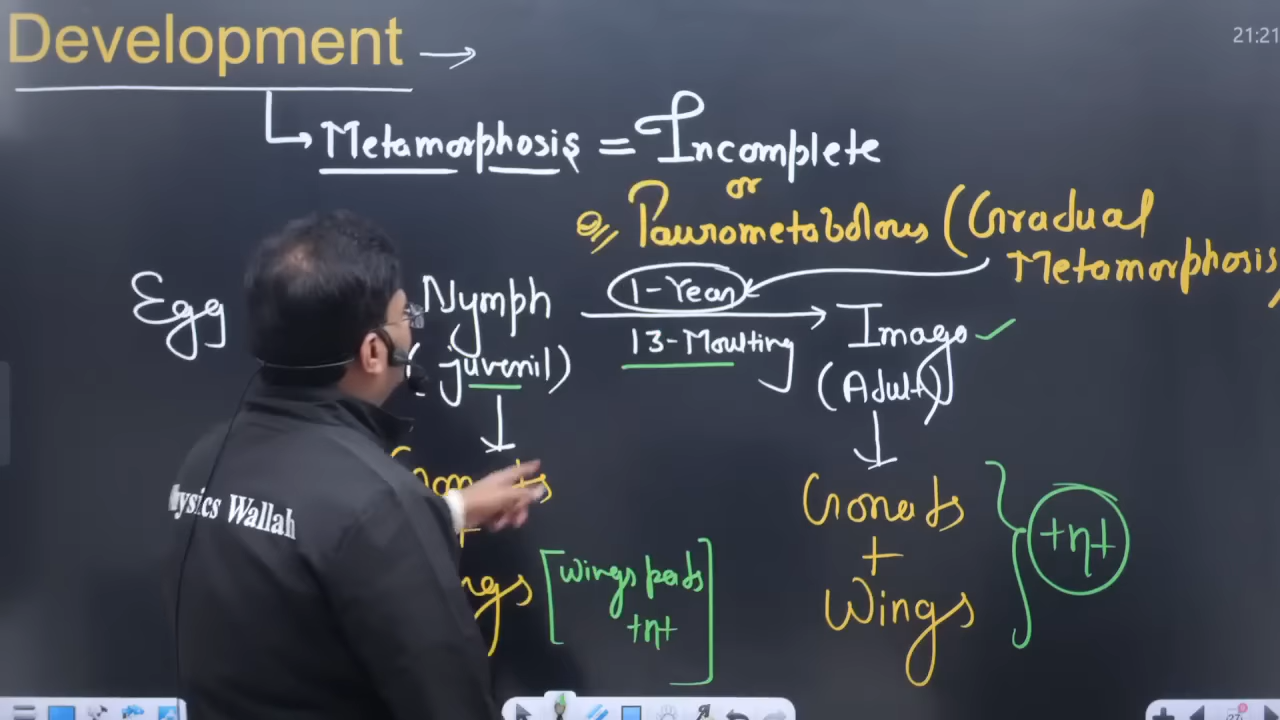 Development →
21:21
Metamorphosis = Incomplete
or
Paurometabolous (Gradual
Metamorphosis)
Egg
Nymph
(juvenil)
1-Year
13-Moulting
Imago ✓
(Adult)
Gonads
+
Wings
+nt
[wings pads
+nt]
hysics Wallah